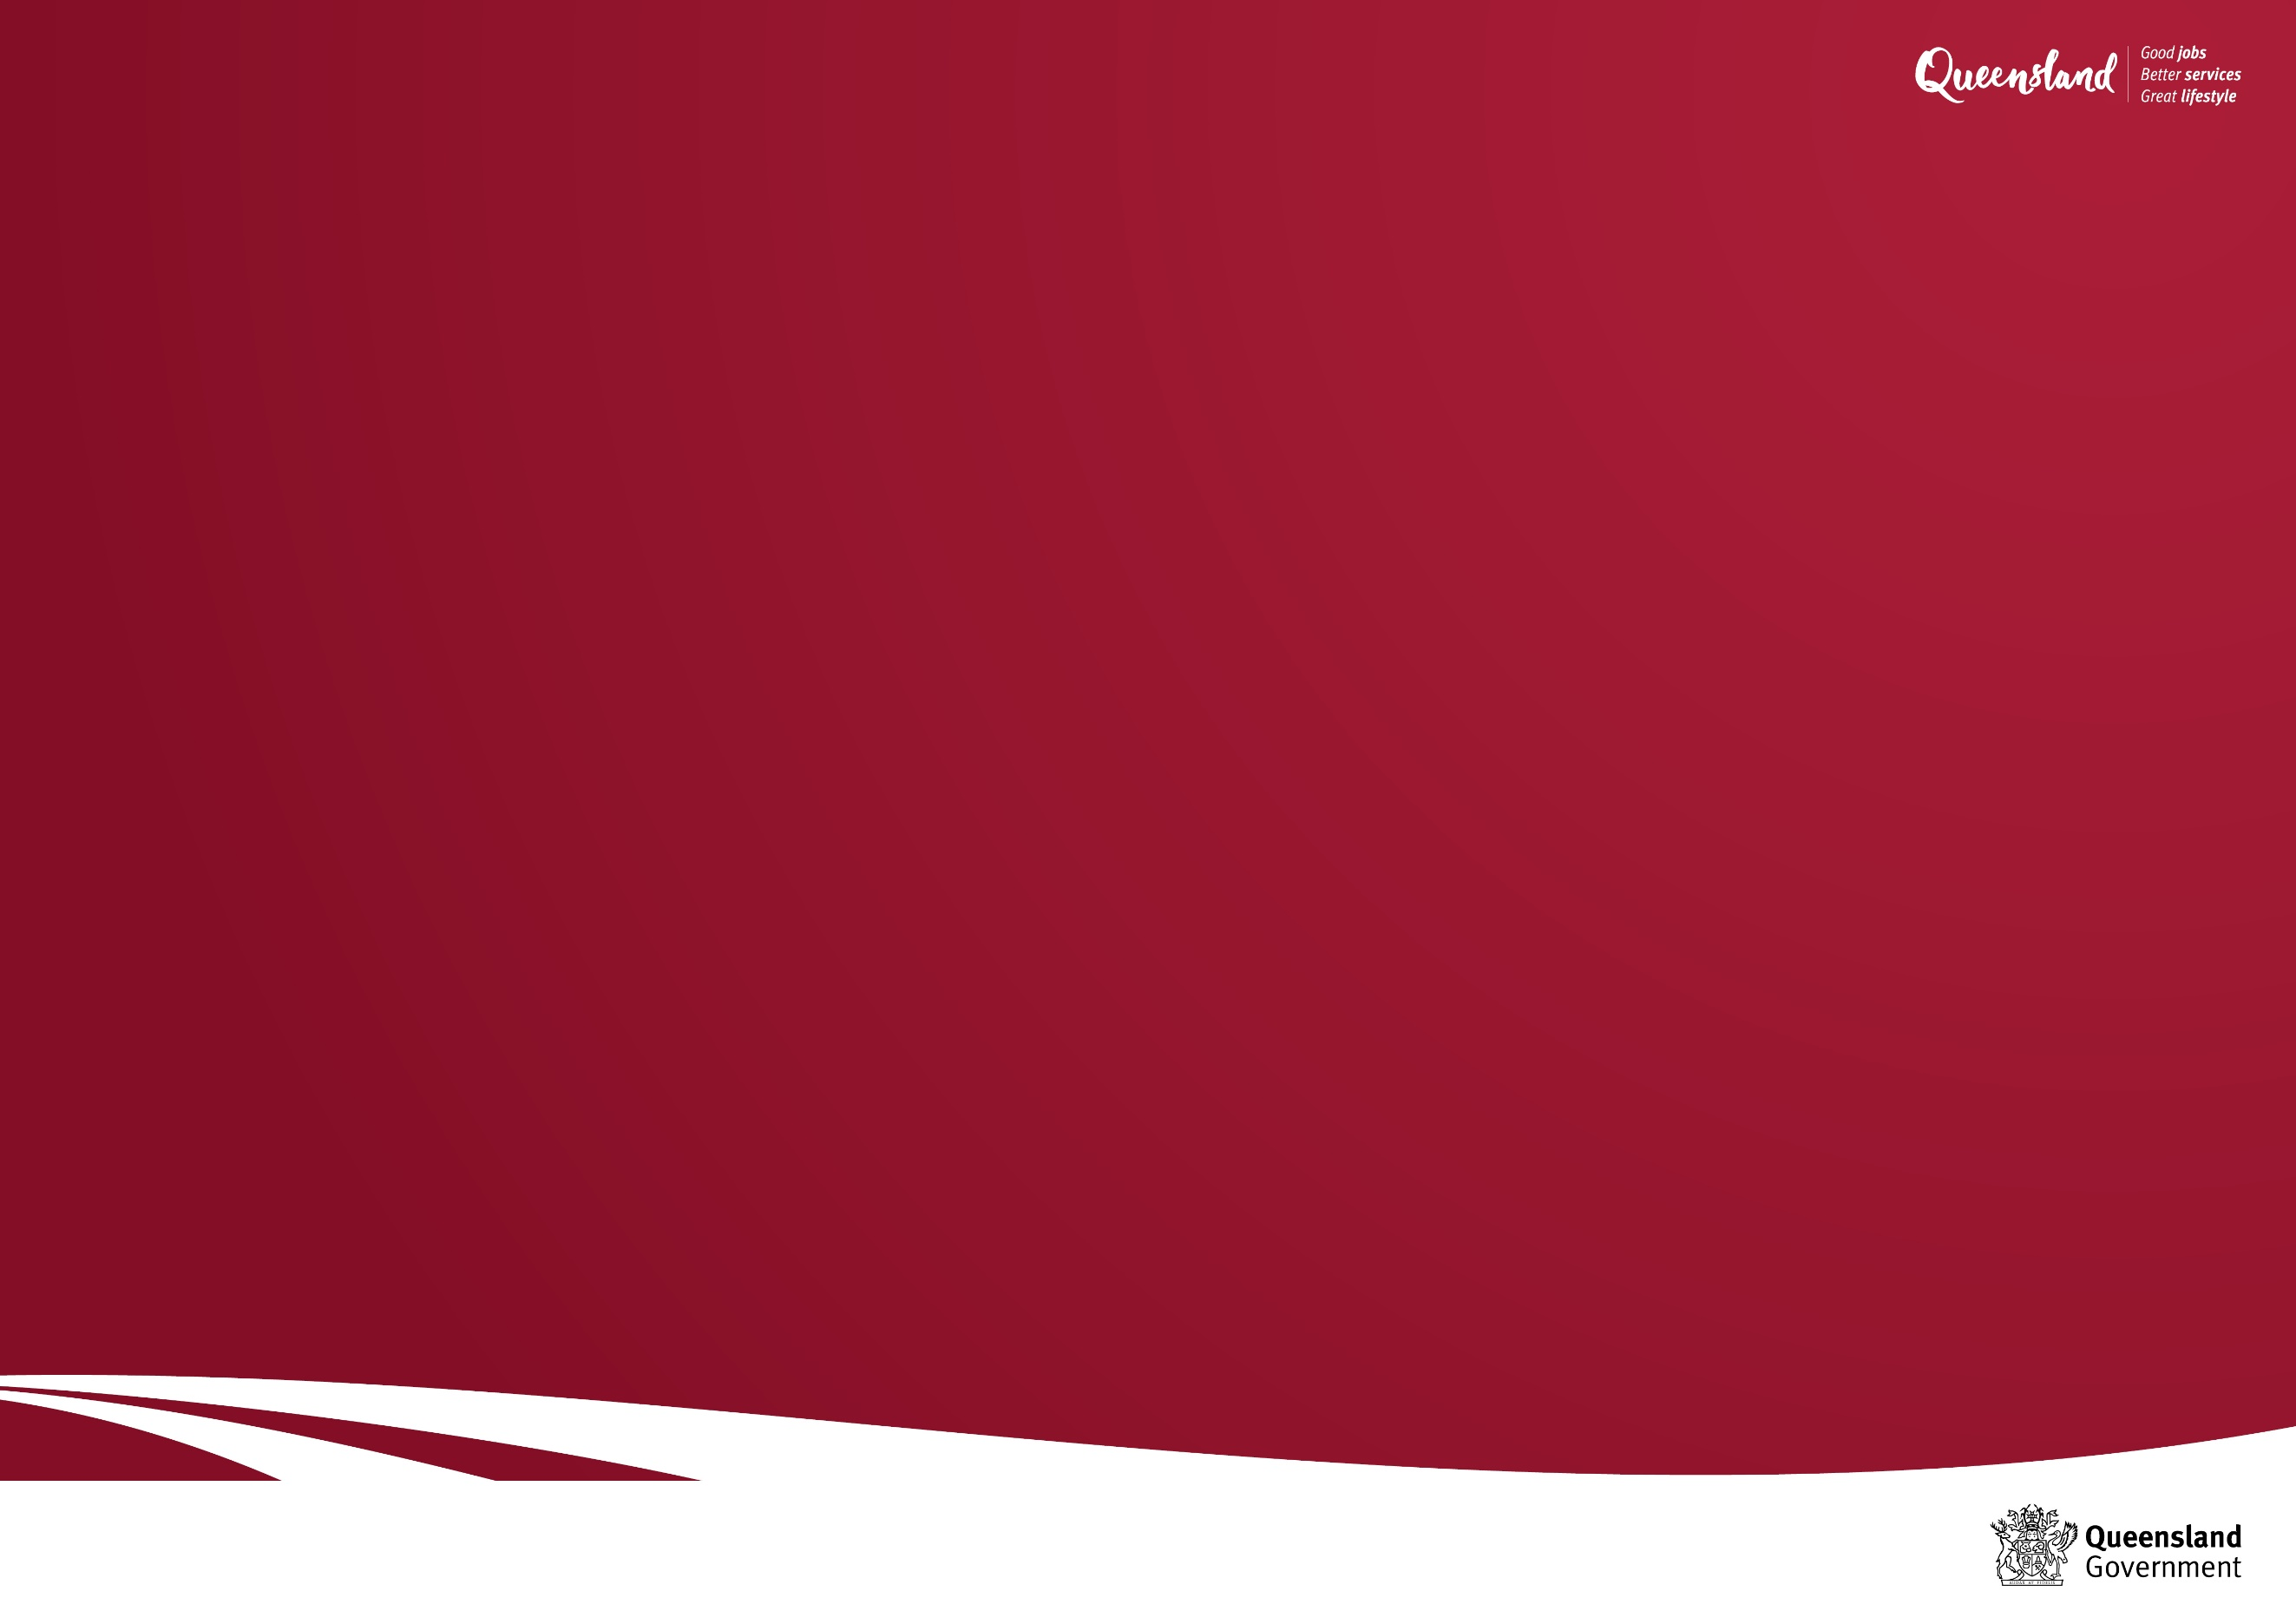 Queensland
Good jobs
Better services
Great lifestyle
Queensland
Government